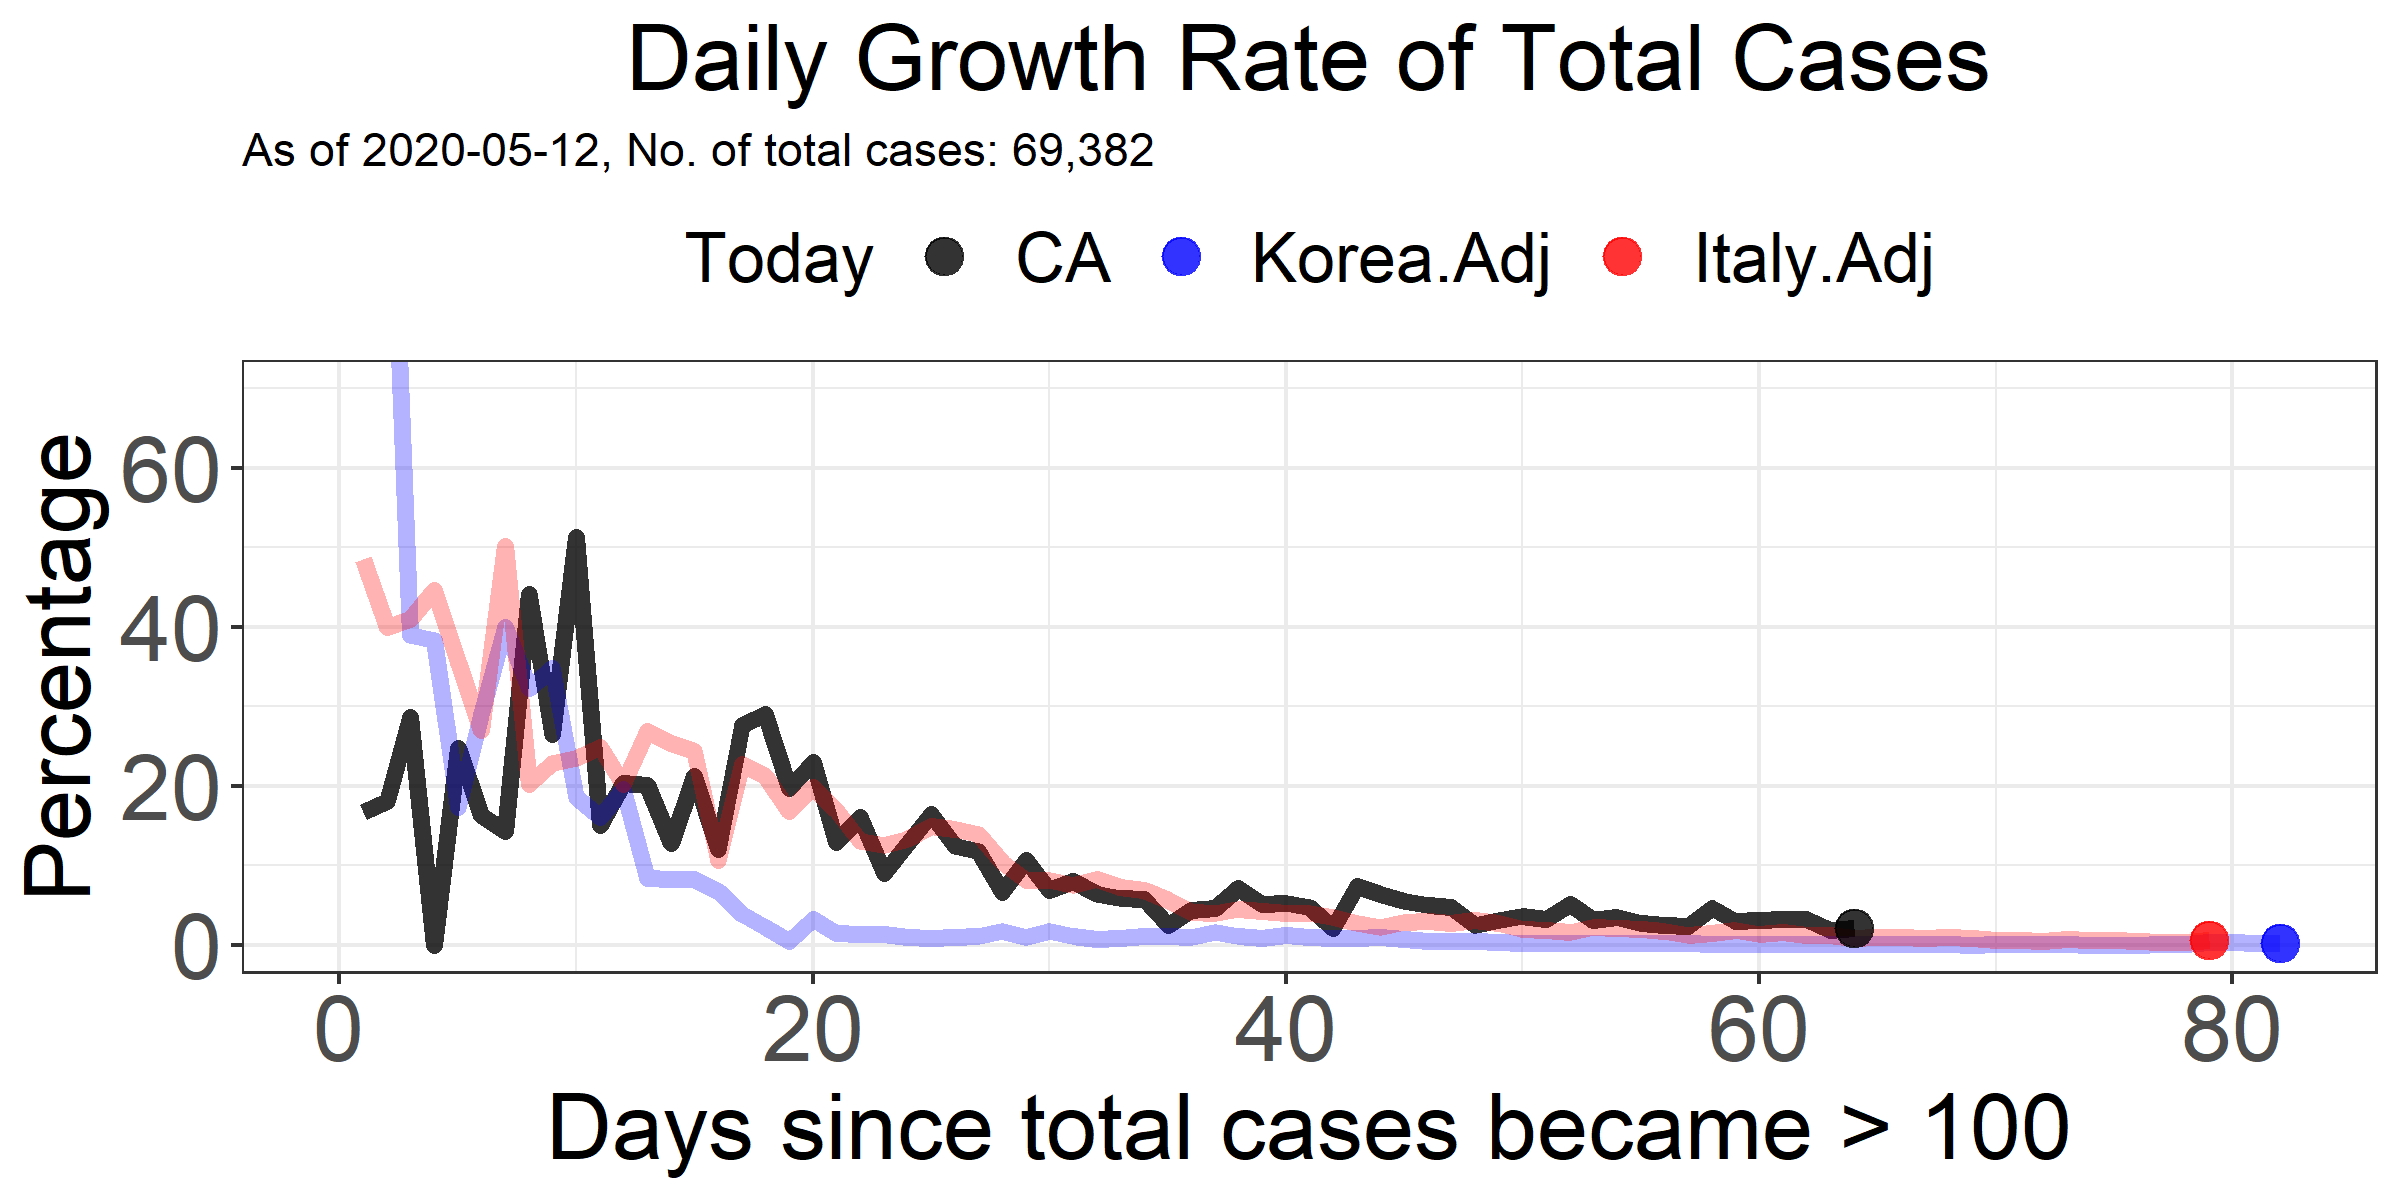 Daily Growth Rate of Total Cases
As of 2020-05-12, No. of total cases: 69,382
Today CA Korea.Adj Italy.Adj
Percentage
60
40
20
0
0 20 40 60 80
Days since total cases became > 100